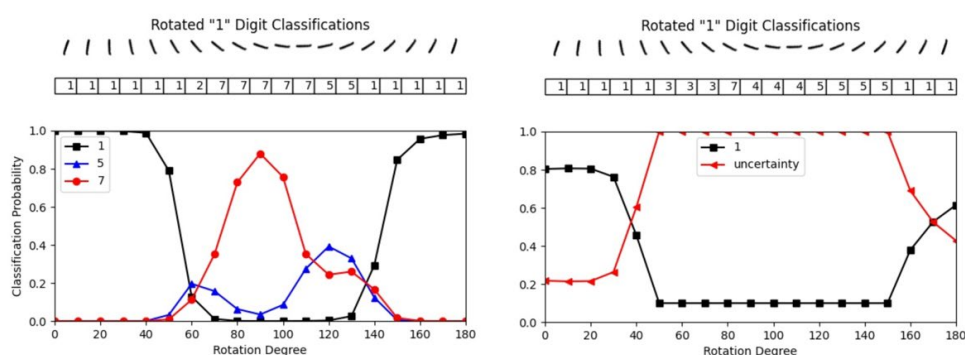 Rotated "1" Digit Classifications
1 1 1 1 1 1 2 7 7 7 7 7 5 5 1 1 1 1 1
Classification Probability
1.0
0.8
0.6
0.4
0.2
0.0
1
5
7
0 20 40 60 80 100 120 140 160 180
Rotation Degree
Rotated "1" Digit Classifications
1 1 1 1 1 3 3 3 7 4 4 4 5 5 5 5 1 1 1
1.0
0.8
0.6
0.4
0.2
0.0
1
uncertainty
0 20 40 60 80 100 120 140 160 180
Rotation Degree